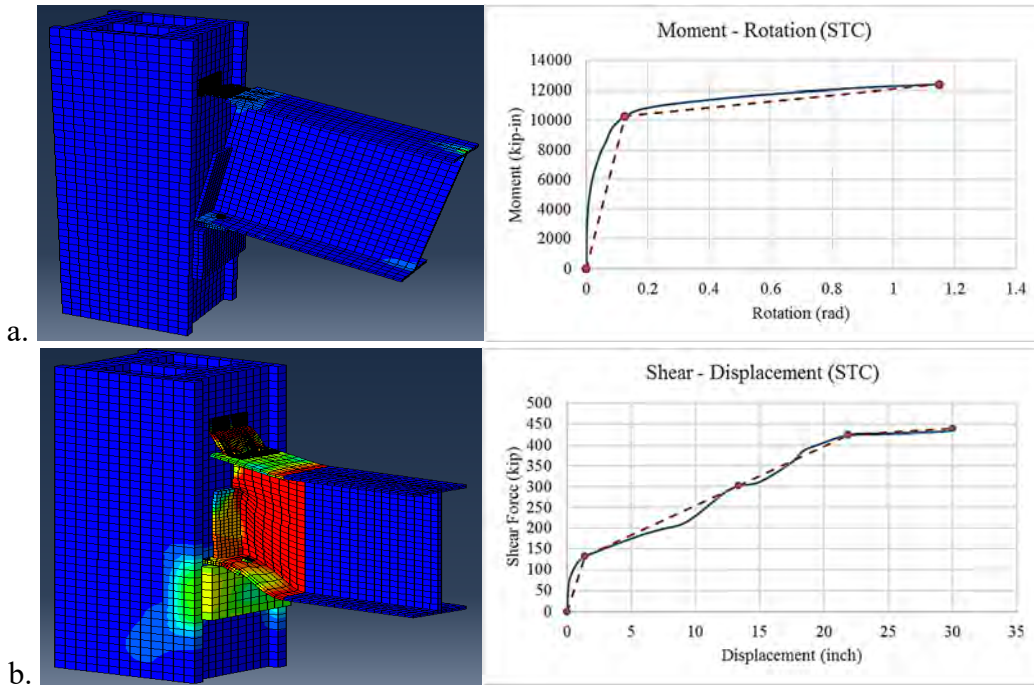 Moment - Rotation (STC)
14000
12000
10000
8000
6000
4000
2000
0
Moment (kip-in)
0 0.2 0.4 0.6 0.8 1 1.2 1.4
Rotation (rad)
a.
Shear - Displacement (STC)
500
450
400
350
300
250
200
150
100
50
0
Shear Force (kip)
0 5 10 15 20 25 30 35
Displacement (inch)
b.